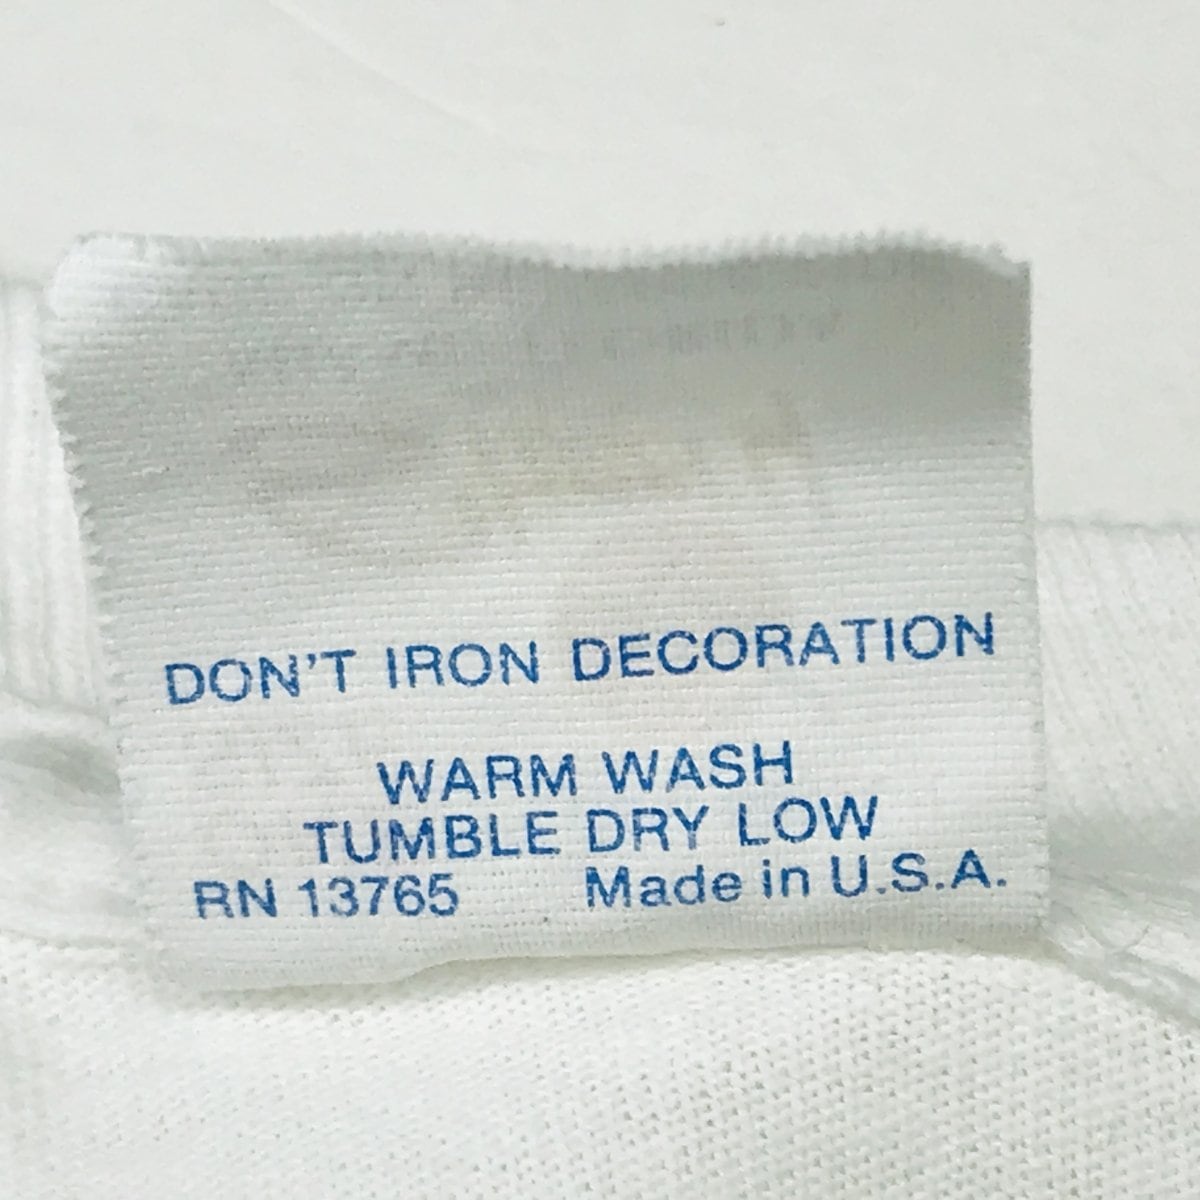 DON'T IRON DECORATION
WARM WASH
TUMBLE DRY LOW
RN 13765 Made in U.S.A.